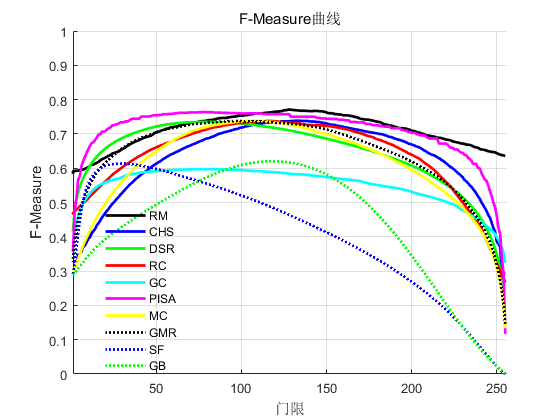 F-Measure曲线
1
0.9
0.8
0.7
0.6
0.5
0.4
0.3
0.2
0.1
0
F-Measure
RM
CHS
DSR
RC
GC
PISA
MC
GMR
SF
GB
50 100 150 200 250
门限